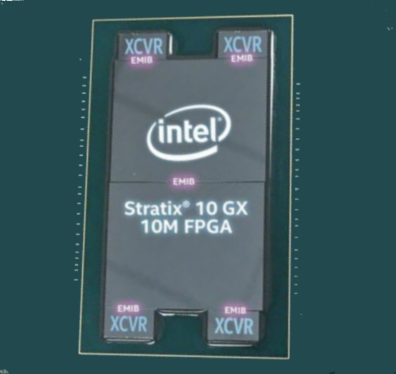 XCVR XCVR
EMIB EMIB
intel
EMIB
Stratix® 10 GX
10M FPGA
EMIB EMIB
XCVR XCVR